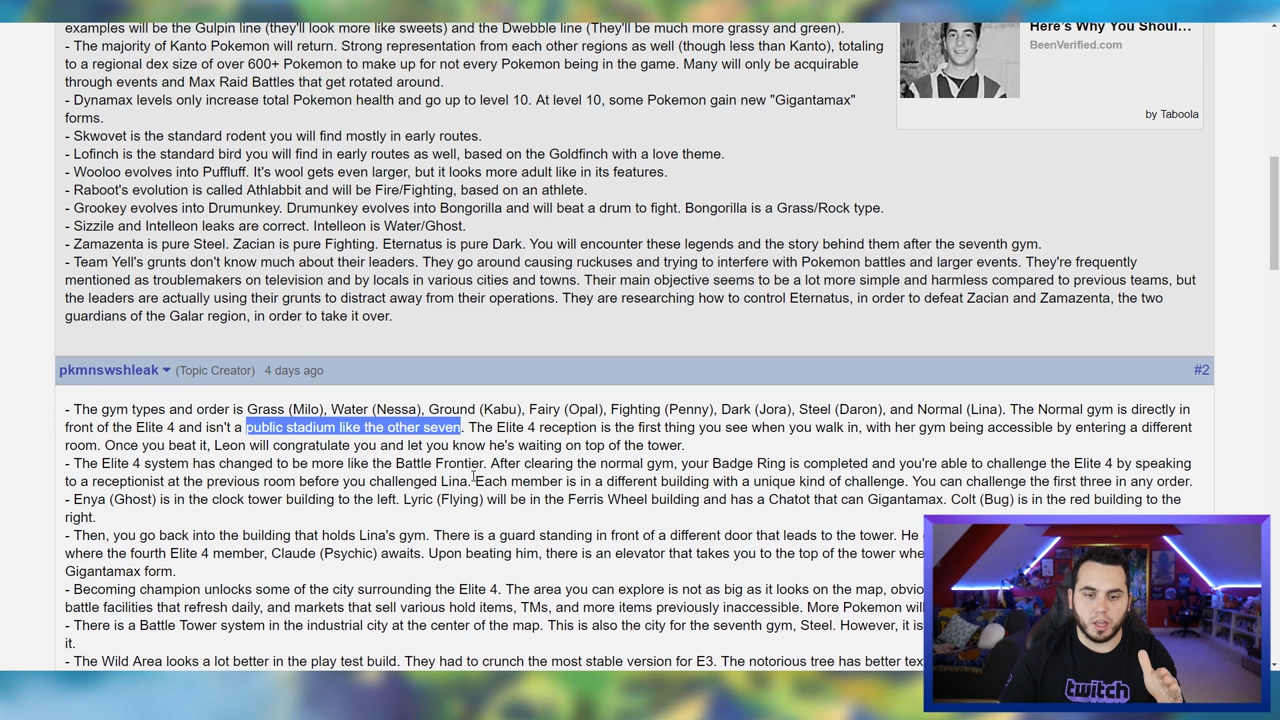 examples will be the Gulpin line (they'll look more like sweets) and the Dwebble line (They'll be much more grassy and green).
- The majority of Kanto Pokemon will return. Strong representation from each other regions as well (though less than Kanto), totaling
to a regional dex size of over 600+ Pokemon to take up for not every Pokemon being in the game. Many will only be acquirable
through events and Max Raid Battles that get rotated around.
- Dynamax levels only increase total Pokemon health and go up to level 10. At level 10, some Pokemon gain new "Gigantamax"
forms.
- Skwovet is the standard rodent you will find mostly in early routes.
- Lofinch is the standard bird you will find in early routes as well, based on the Goldfinch with a love theme.
- Wooloo evolves into Puffluff. It's wool gets even larger, but it looks more adult like in its features.
- Raboot's evolution is called Athlabbit and will be Fire/Fighting, based on an athlete.
- Grookey evolves into Drumunkey. Drumunkey evolves into Bongorilla and will beat a drum to fight. Bongorilla is a Grass/Rock type.
- Sizzile and Intelleon leaks are correct. Intelleon is Water/Ghost.
- Zamazenta is pure Steel. Zacian is pure Fighting. Eternatus is pure Dark. You will encounter these legends and the story behind them after the seventh gym.
- Team Yell's grunts don't know much about their leaders. They go around causing ruckuses and trying to interfere with Pokemon battles and larger events. They're frequently
mentioned as troublemakers on television and by locals in various cities and towns. Their main objective seems to be a lot more simple and harmless compared to previous teams, but
the leaders are actually using their grunts to distract away from their operations. They are researching how to control Eternatus, in order to defeat Zacian and Zamazenta, the two
guardians of the Galar region, in order to take it over.
Here's Why You Shoul...
BeenVerified.com
by Taboola
pkmnswshleak (Topic Creator) 4 days ago #2
- The gym types and order is Grass (Milo), Water (Nessa), Ground (Kabu), Fairy (Opal), Fighting (Penny), Dark (Jora), Steel (Daron), and Normal (Lina). The Normal gym is directly in
front of the Elite 4 and isn't a public stadium like the other seven. The Elite 4 reception is the first thing you see when you walk in, with her gym being accessible by entering a different
room. Once you beat it, Leon will congratulate you and let you know he's waiting on top of the tower.
- The Elite 4 system has changed to be more like the Battle Frontier. After clearing the normal gym, your Badge Ring is completed and you're able to challenge the Elite 4 by speaking
to a receptionist at the previous room before you challenged Lina. Each member is in a different building with a unique kind of challenge. You can challenge the first three in any order.
- Enya (Ghost) is in the clock tower building to the left. Lyric (Flying) will be in the Ferris Wheel building and has a Chatot that can Gigantamax. Colt (Bug) is in the red building to the
right.
- Then, you go back into the building that holds Lina's gym. There is a guard standing in front of a different door that leads to the tower. He
where the fourth Elite 4 member, Claude (Psychic) awaits. Upon beating him, there is an elevator that takes you to the top of the tower whe
Gigantamax form.
- Becoming champion unlocks some of the city surrounding the Elite 4. The area you can explore is not as big as it looks on the map, obvio
battle facilities that refresh daily, and markets that sell various hold items, TMs, and more items previously inaccessible. More Pokemon wil
- There is a Battle Tower system in the industrial city at the center of the map. This is also the city for the seventh gym, Steel. However, it is
it.
- The Wild Area looks a lot better in the play test build. They had to crunch the most stable version for E3. The notorious tree has better tex
twitch